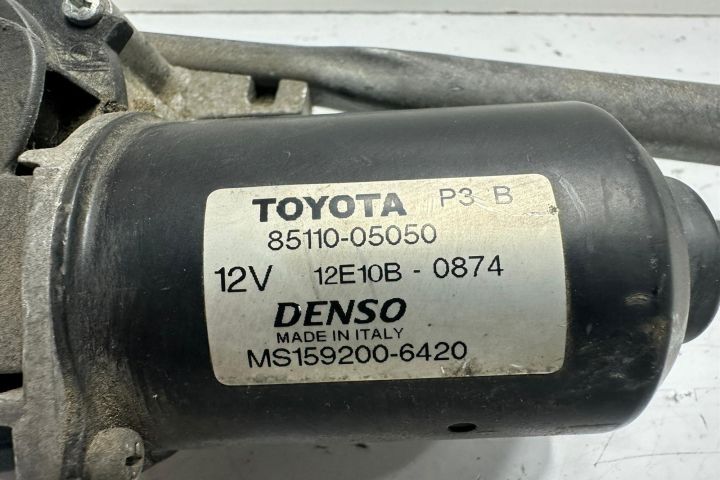 TOYOTA P3 B
85110-05050
12V 12E10B - 0874
DENSO
MADE IN ITALY
MS159200-6420